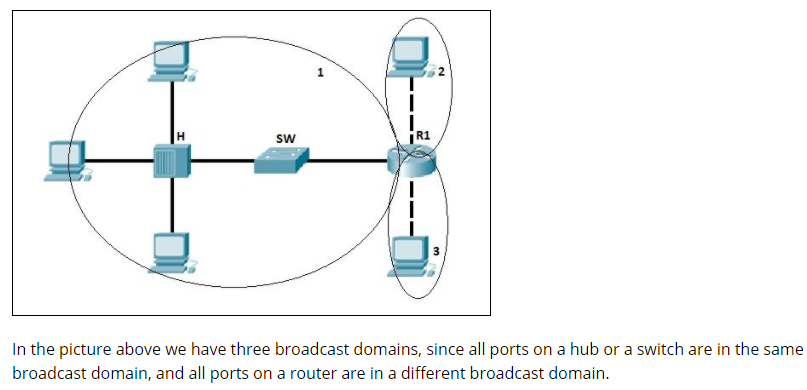 1
2
H
SW
R1
3
In the picture above we have three broadcast domains, since all ports on a hub or a switch are in the same
broadcast domain, and all ports on a router are in a different broadcast domain.